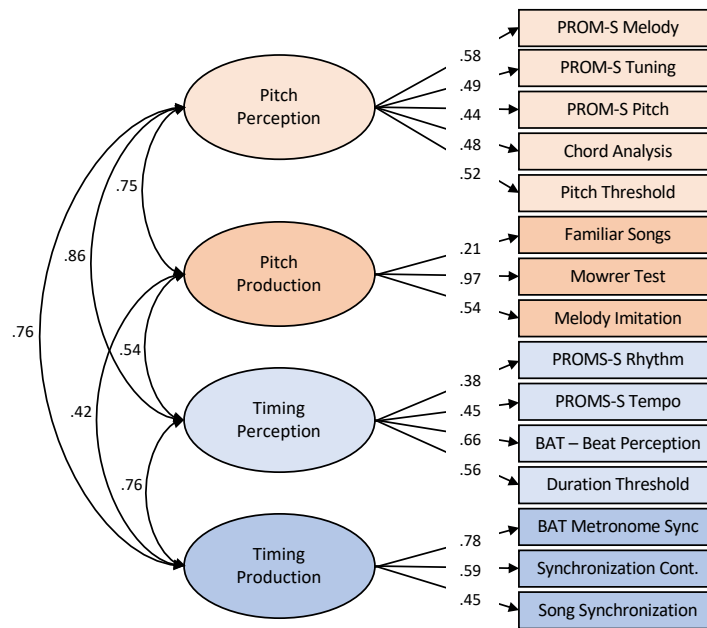 PROM-S Melody
.58
PROM-S Tuning
.49
Pitch
Perception
.44
PROM-S Pitch
.48
Chord Analysis
.52
Pitch Threshold
.75
.86
.76
Pitch
Production
.21
Familiar Songs
.97
Mowrer Test
.54
Melody Imitation
.54
.42
Timing
Perception
.38
PROMS-S Rhythm
.45
PROMS-S Tempo
.66
BAT – Beat Perception
.56
Duration Threshold
.76
Timing
Production
.78
BAT Metronome Sync
.59
Synchronization Cont.
.45
Song Synchronization